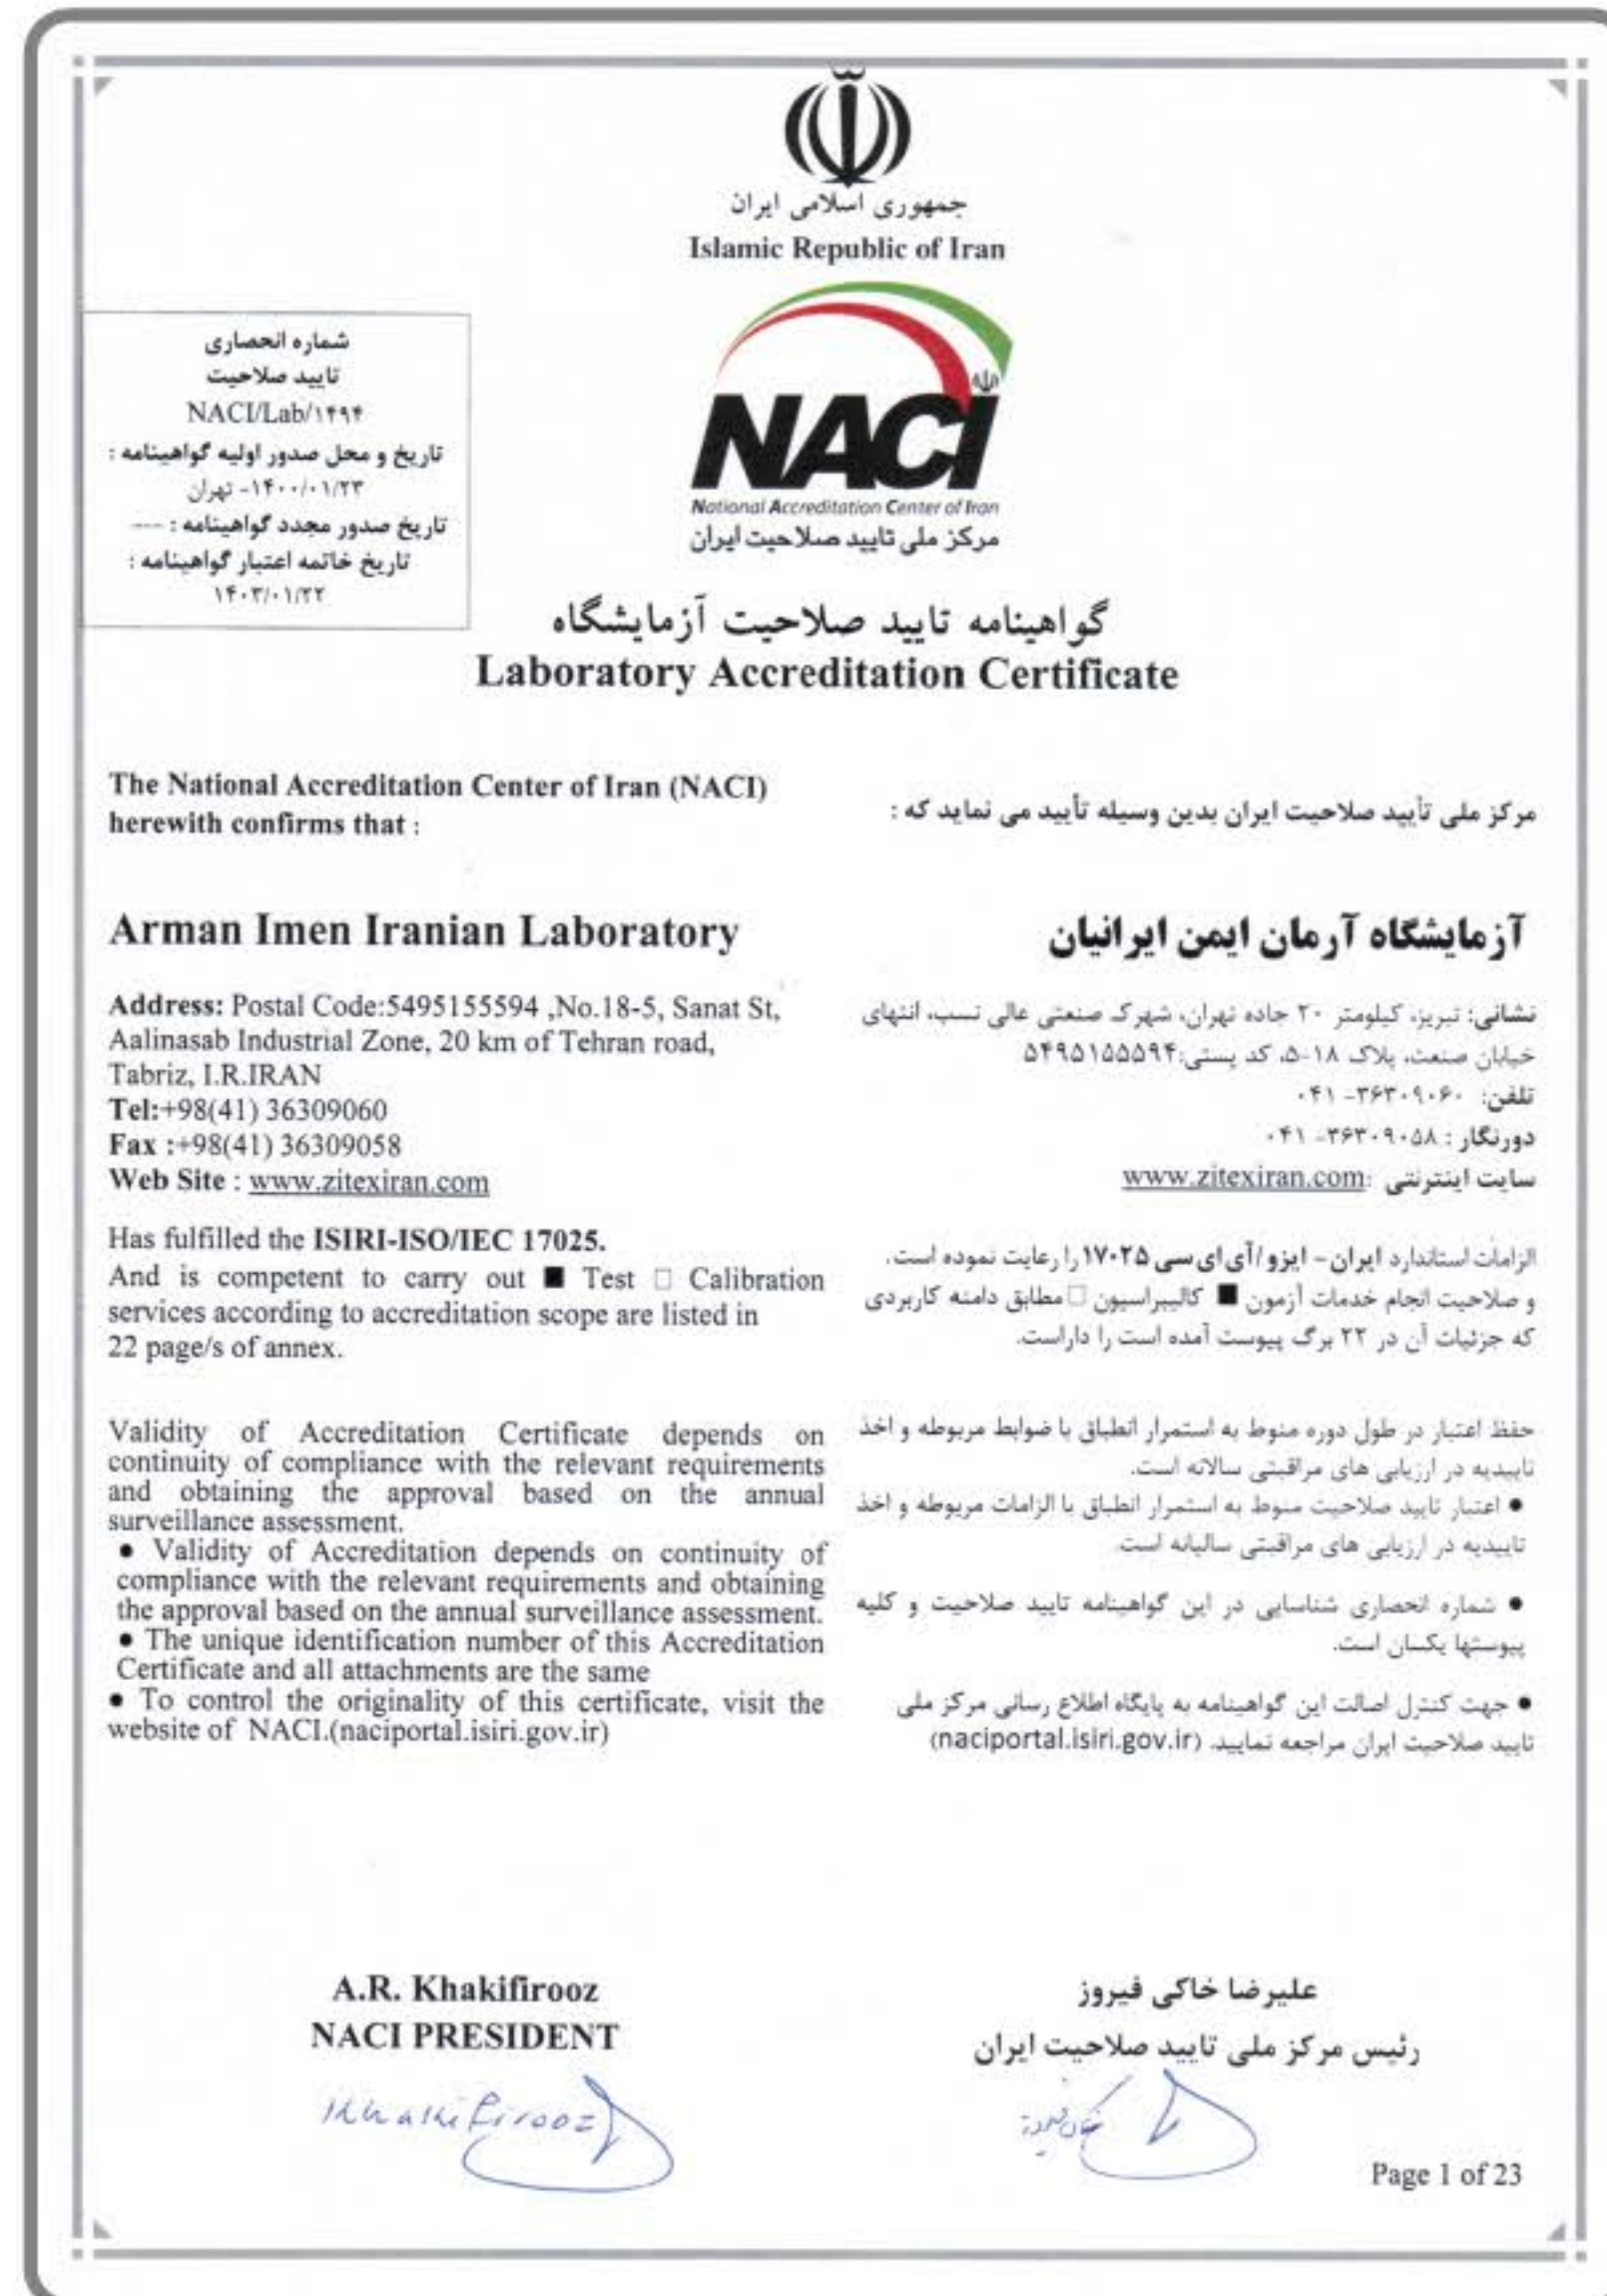 جمهوری اسلامی ایران
Islamic Republic of Iran
شماره انحصاری
تایید صلاحیت
NACI/Lab/۱۴۹۴
تاریخ و محل صدور اولیه گواهینامه :
۱۴۰۰/۰۱/۲۳- تهران
تاریخ صدور مجدد گواهینامه : ---
تاریخ خاتمه اعتبار گواهینامه :
۱۴۰۳/۰۱/۲۲
NACI
National Accreditation Center of Iran
مرکز ملی تایید صلاحیت ایران
گواهینامه تایید صلاحیت آزمایشگاه
Laboratory Accreditation Certificate
The National Accreditation Center of Iran (NACI)
herewith confirms that :
Arman Imen Iranian Laboratory
Address: Postal Code:5495155594 ,No.18-5, Sanat St,
Aalinasab Industrial Zone, 20 km of Tehran road,
Tabriz, I.R.IRAN
Tel:+98(41) 36309060
Fax :+98(41) 36309058
Web Site : www.zitexiran.com
Has fulfilled the ISIRI-ISO/IEC 17025.
And is competent to carry out ■ Test □ Calibration
services according to accreditation scope are listed in
22 page/s of annex.
Validity of Accreditation Certificate depends on
continuity of compliance with the relevant requirements
and obtaining the approval based on the annual
surveillance assessment.
● Validity of Accreditation depends on continuity of
compliance with the relevant requirements and obtaining
the approval based on the annual surveillance assessment.
● The unique identification number of this Accreditation
Certificate and all attachments are the same
● To control the originality of this certificate, visit the
website of NACI.(naciportal.isiri.gov.ir)
مرکز ملی تأیید صلاحیت ایران بدین وسیله تأیید می نماید که :
آزمایشگاه آرمان ایمن ایرانیان
نشانی: تبریز، کیلومتر ۲۰ جاده تهران، شهرک صنعتی عالی نسب، انتهای
خیابان صنعت، پلاک ۱۸-۵، کد پستی:۵۴۹۵۱۵۵۵۹۴
تلفن: ۳۶۳۰۹۰۶۰- ۰۴۱
دورنگار : ۳۶۳۰۹۰۵۸- ۰۴۱
سایت اینترنتی :www.zitexiran.com
الزامات استاندارد ایران- ایزو/آی ای سی ۱۷۰۲۵ را رعایت نموده است.
و صلاحیت انجام خدمات آزمون ■ کالیبراسیون □ مطابق دامنه کاربردی
که جزئیات آن در ۲۲ برگ پیوست آمده است را داراست.
حفظ اعتبار در طول دوره منوط به استمرار انطباق با ضوابط مربوطه و اخذ
تاییدیه در ارزیابی های مراقبتی سالانه است.
● اعتبار تایید صلاحیت منوط به استمرار انطباق با الزامات مربوطه و اخذ
تاییدیه در ارزیابی های مراقبتی سالیانه است.
● شماره انحصاری شناسایی در این گواهینامه تایید صلاحیت و کلیه
پیوستها یکسان است.
● جهت کنترل اصالت این گواهینامه به پایگاه اطلاع رسانی مرکز ملی
تایید صلاحیت ایران مراجعه نمایید. (naciportal.isiri.gov.ir)
A.R. Khakifirooz
NACI PRESIDENT
Khakifirooz
علیرضا خاکی فیروز
رئیس مرکز ملی تایید صلاحیت ایران
Page 1 of 23